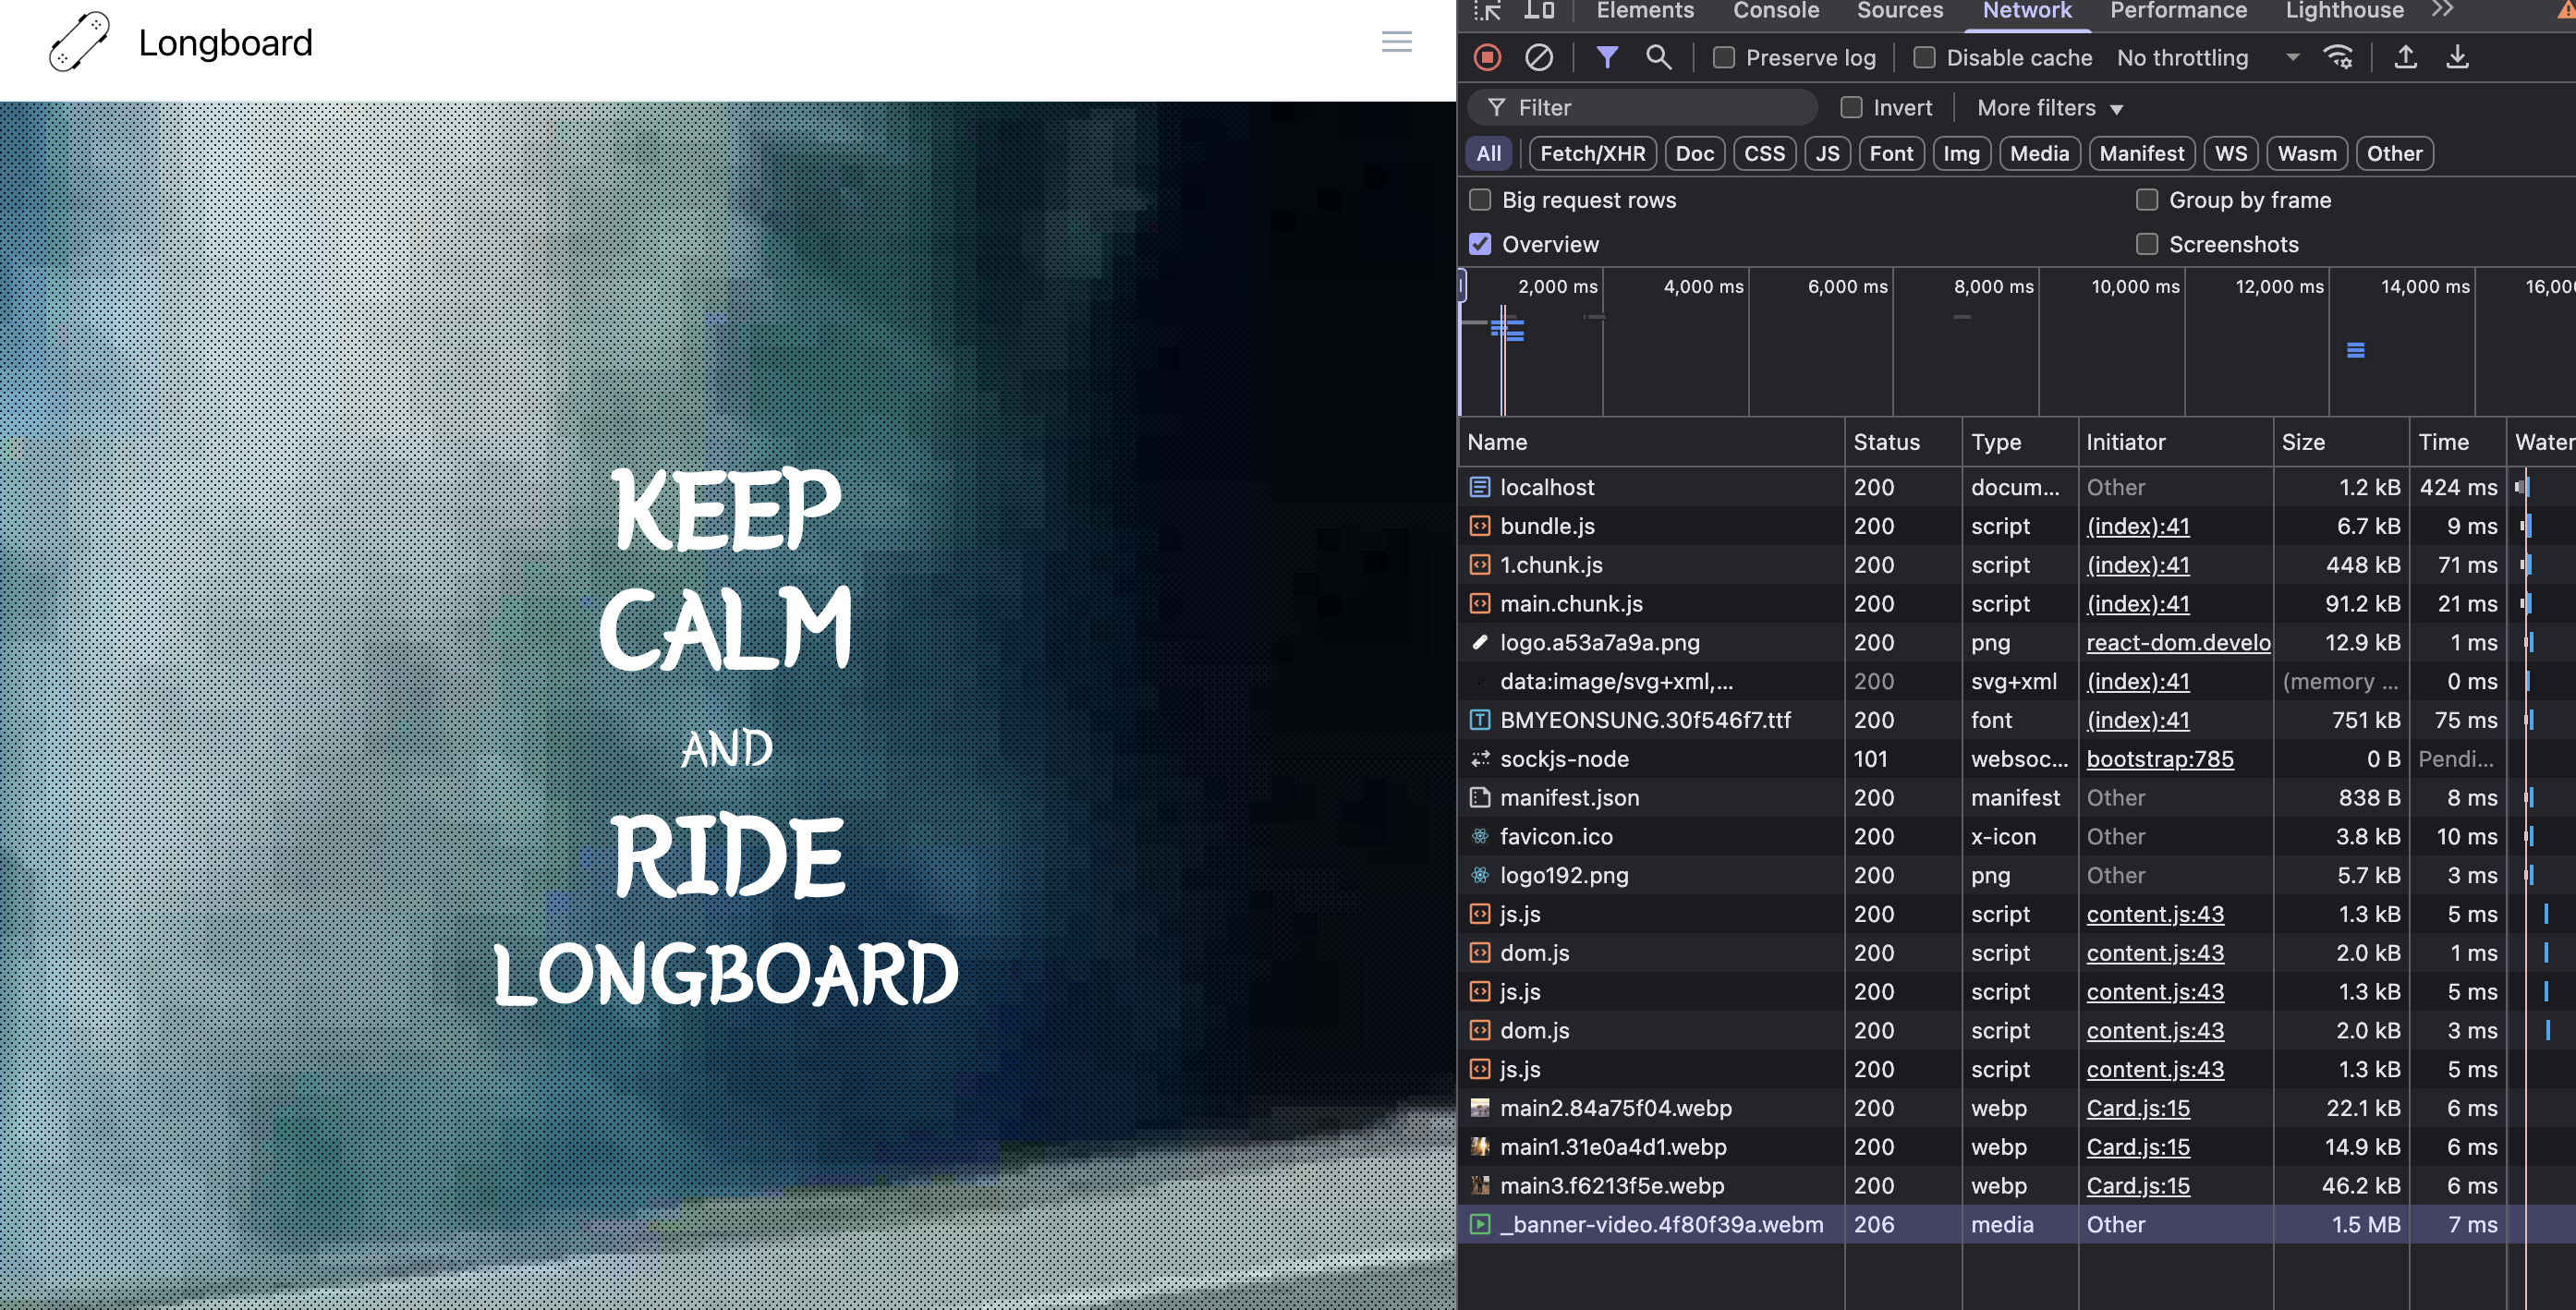 Longboard
KEEP
CALM
AND
RIDE
LONGBOARD
Elements Console Sources Network Performance Lighthouse
Preserve log Disable cache No throttling
Filter Invert More filters
All Fetch/XHR Doc CSS JS Font Img Media Manifest WS Wasm Other
Big request rows Group by frame
Overview Screenshots
2,000 ms 4,000 ms 6,000 ms 8,000 ms 10,000 ms 12,000 ms 14,000 ms 16,00
Name Status Type Initiator Size Time Water
localhost 200 docum... Other 1.2 kB 424 ms
bundle.js 200 script (index):41 6.7 kB 9 ms
1.chunk.js 200 script (index):41 448 kB 71 ms
main.chunk.js 200 script (index):41 91.2 kB 21 ms
logo.a53a7a9a.png 200 png react-dom.develo 12.9 kB 1 ms
data:image/svg+xml,... 200 svg+xml (index):41 (memory ... 0 ms
BMYEONSUNG.30f546f7.ttf 200 font (index):41 751 kB 75 ms
sockjs-node 101 websoc... bootstrap:785 0 B Pendi...
manifest.json 200 manifest Other 838 B 8 ms
favicon.ico 200 x-icon Other 3.8 kB 10 ms
logo192.png 200 png Other 5.7 kB 3 ms
js.js 200 script content.js:43 1.3 kB 5 ms
dom.js 200 script content.js:43 2.0 kB 1 ms
js.js 200 script content.js:43 1.3 kB 5 ms
dom.js 200 script content.js:43 2.0 kB 3 ms
js.js 200 script content.js:43 1.3 kB 5 ms
main2.84a75f04.webp 200 webp Card.js:15 22.1 kB 6 ms
main1.31e0a4d1.webp 200 webp Card.js:15 14.9 kB 6 ms
main3.f6213f5e.webp 200 webp Card.js:15 46.2 kB 6 ms
_banner-video.4f80f39a.webm 206 media Other 1.5 MB 7 ms